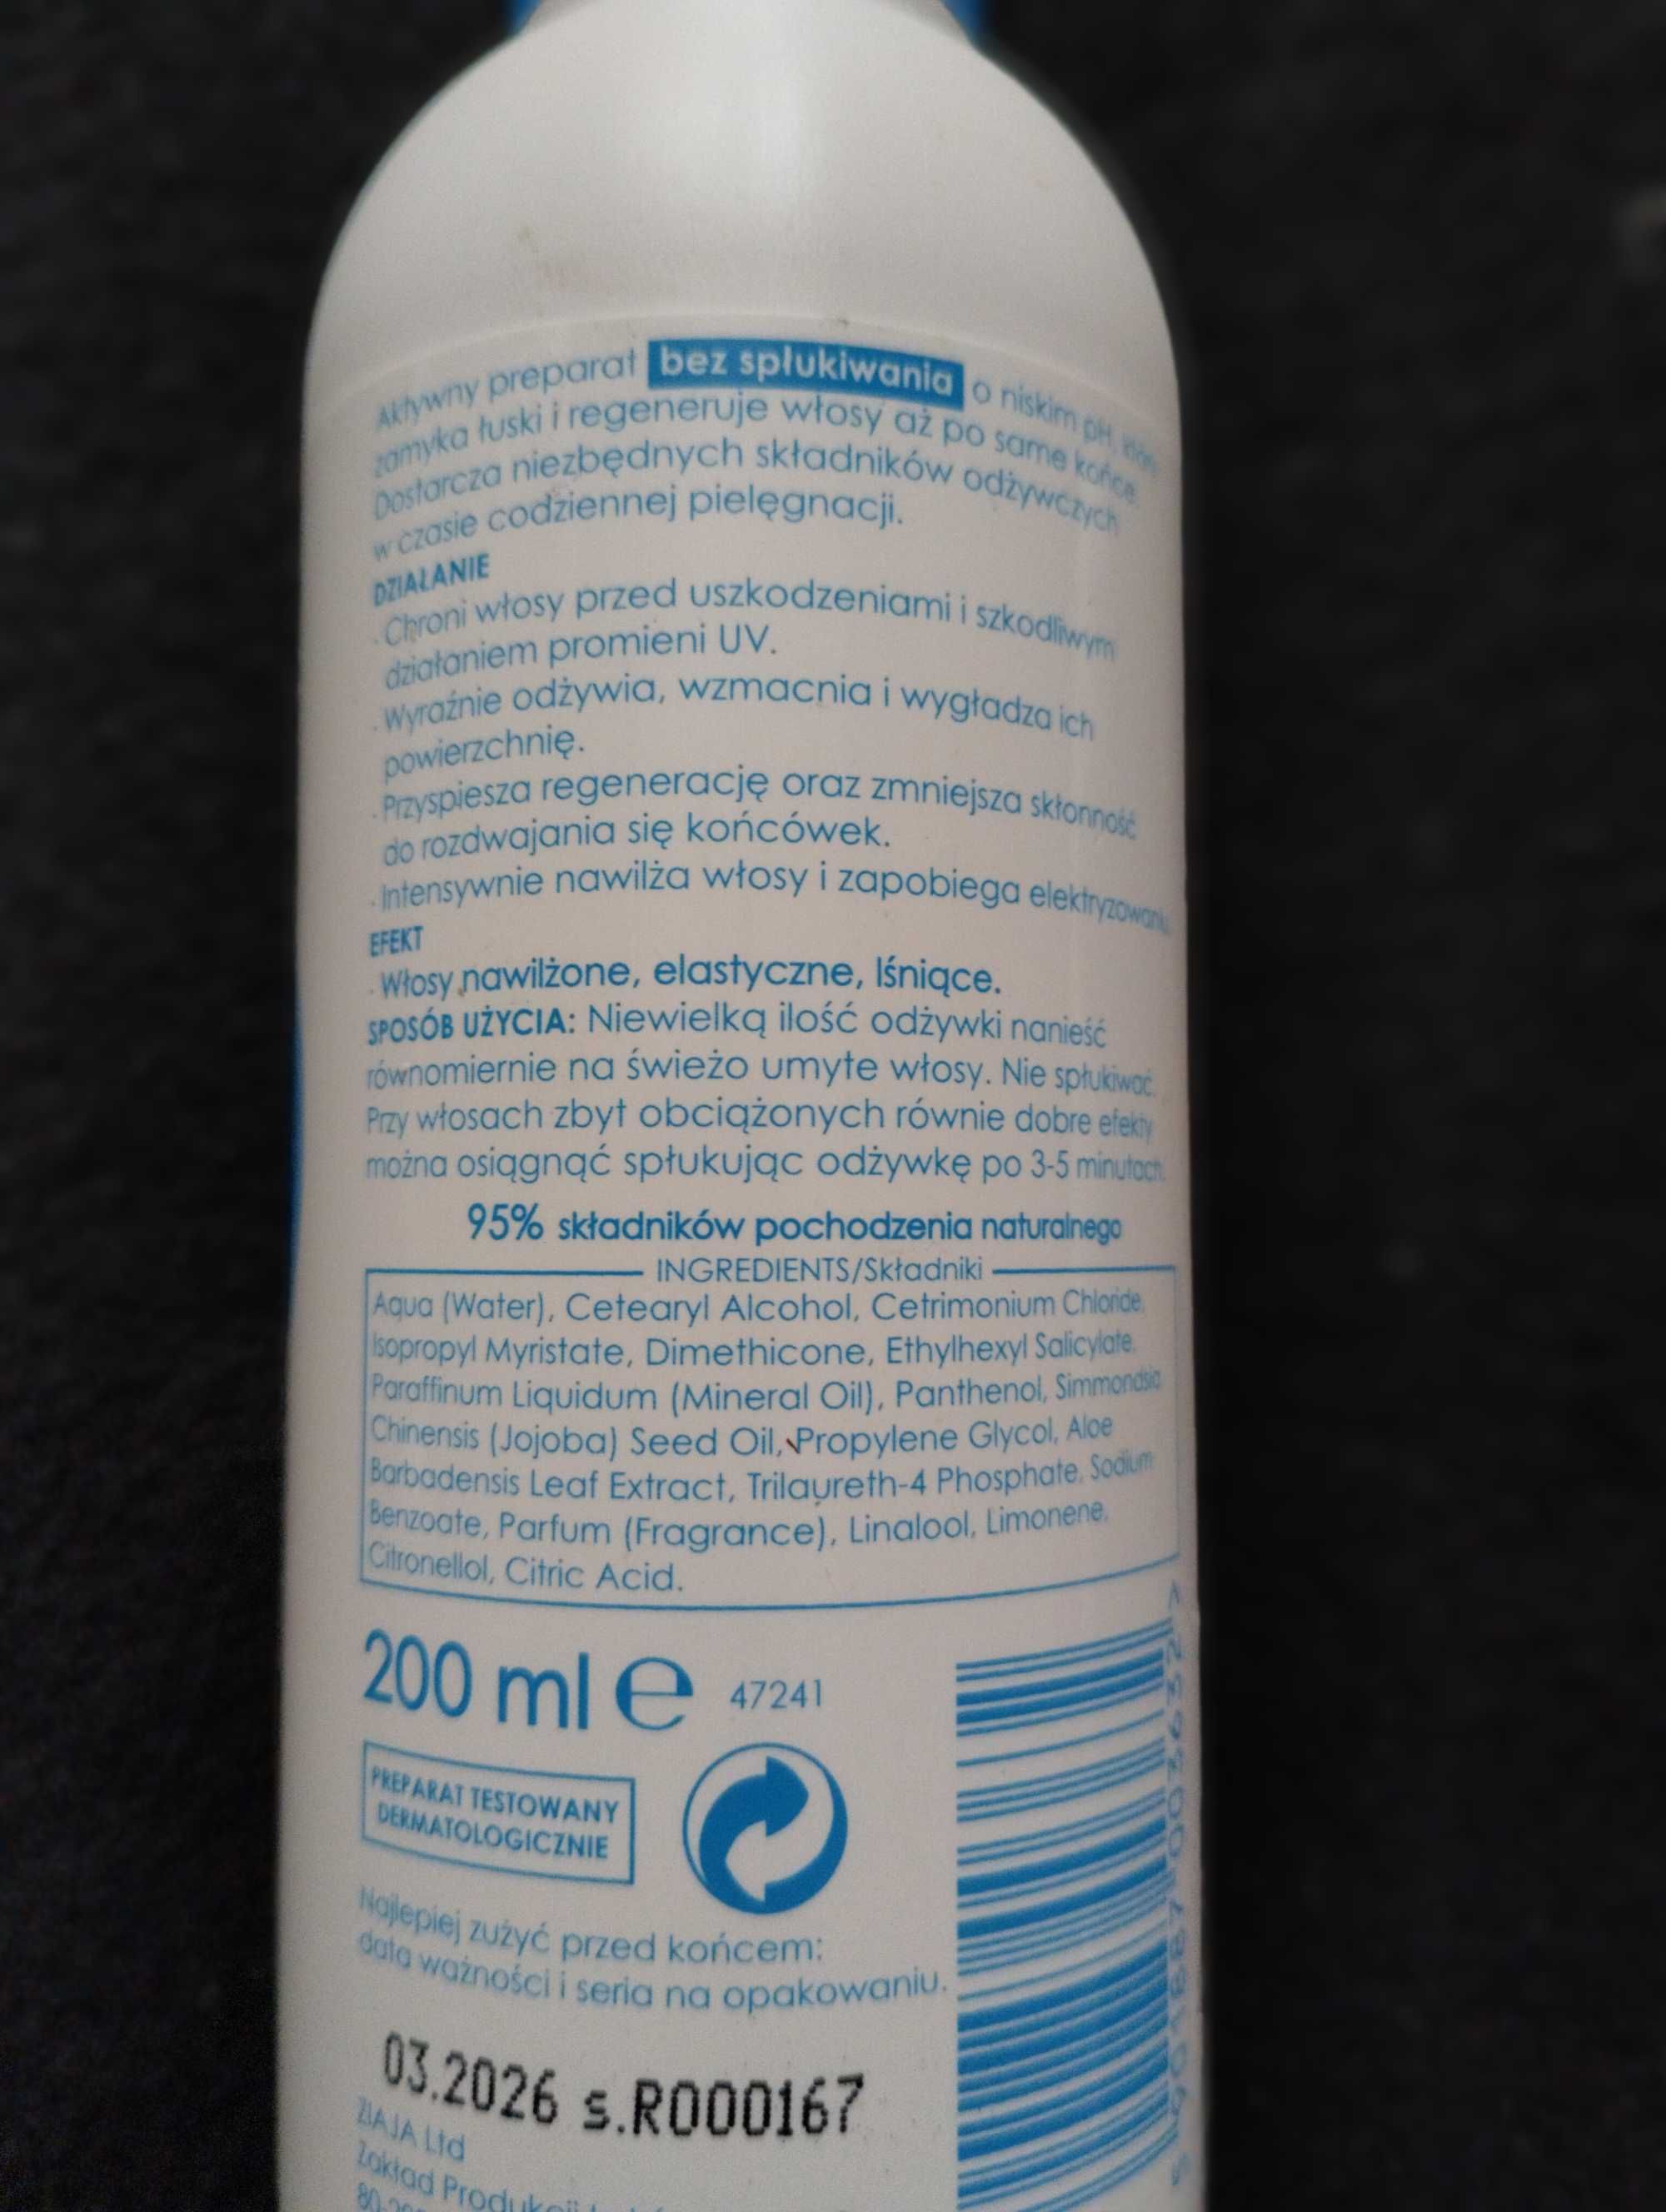 Aktywny preparat bez spłukiwania o niskim pH, które
zamyka łuski i regeneruje włosy aż po same końce.
Dostarcza niezbędnych składników odżywczych
w czasie codziennej pielęgnacji.
DZIAŁANIE
· Chroni włosy przed uszkodzeniami i szkodliwym
działaniem promieni UV.
· Wyraźnie odżywia, wzmacnia i wygładza ich
powierzchnię.
· Przyspiesza regenerację oraz zmniejsza skłonność
do rozdwajania się końcówek.
· Intensywnie nawilża włosy i zapobiega elektryzowaniu.
EFEKT
· Włosy nawilżone, elastyczne, lśniące.
SPOSÓB UŻYCIA: Niewielką ilość odżywki nanieść
równomiernie na świeżo umyte włosy. Nie spłukiwać.
Przy włosach zbyt obciążonych równie dobre efekty
można osiągnąć spłukując odżywkę po 3-5 minutach.
95% składników pochodzenia naturalnego
INGREDIENTS/Składniki
Aqua (Water), Cetearyl Alcohol, Cetrimonium Chloride,
Isopropyl Myristate, Dimethicone, Ethylhexyl Salicylate,
Paraffinum Liquidum (Mineral Oil), Panthenol, Simmondsia
Chinensis (Jojoba) Seed Oil, Propylene Glycol, Aloe
Barbadensis Leaf Extract, Trilaureth-4 Phosphate, Sodium
Benzoate, Parfum (Fragrance), Linalool, Limonene,
Citronellol, Citric Acid.
200 ml e 47241
PREPARAT TESTOWANY
DERMATOLOGICZNIE
Najlepiej zużyć przed końcem:
data ważności i seria na opakowaniu.
03.2026 s.R000167
ZIAJA Ltd
Zakład Produkcji